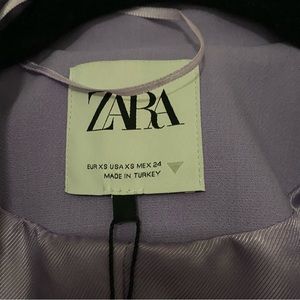 ZARA
EUR XS USA XS MEX 24
MADE IN TURKEY